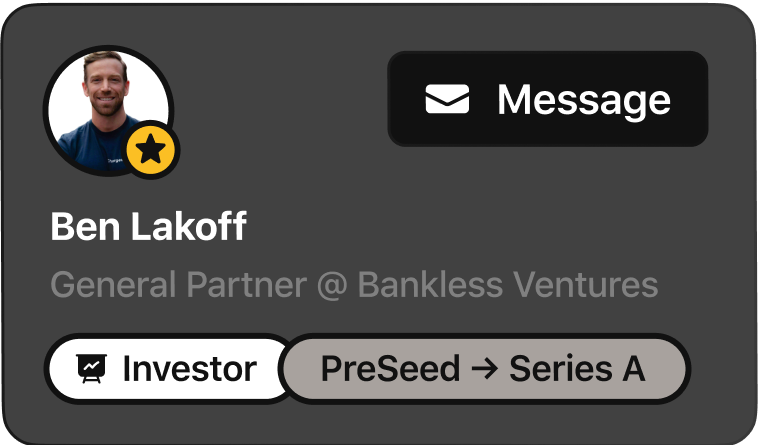 Message
Ben Lakoff
General Partner @ Bankless Ventures
Investor
PreSeed → Series A